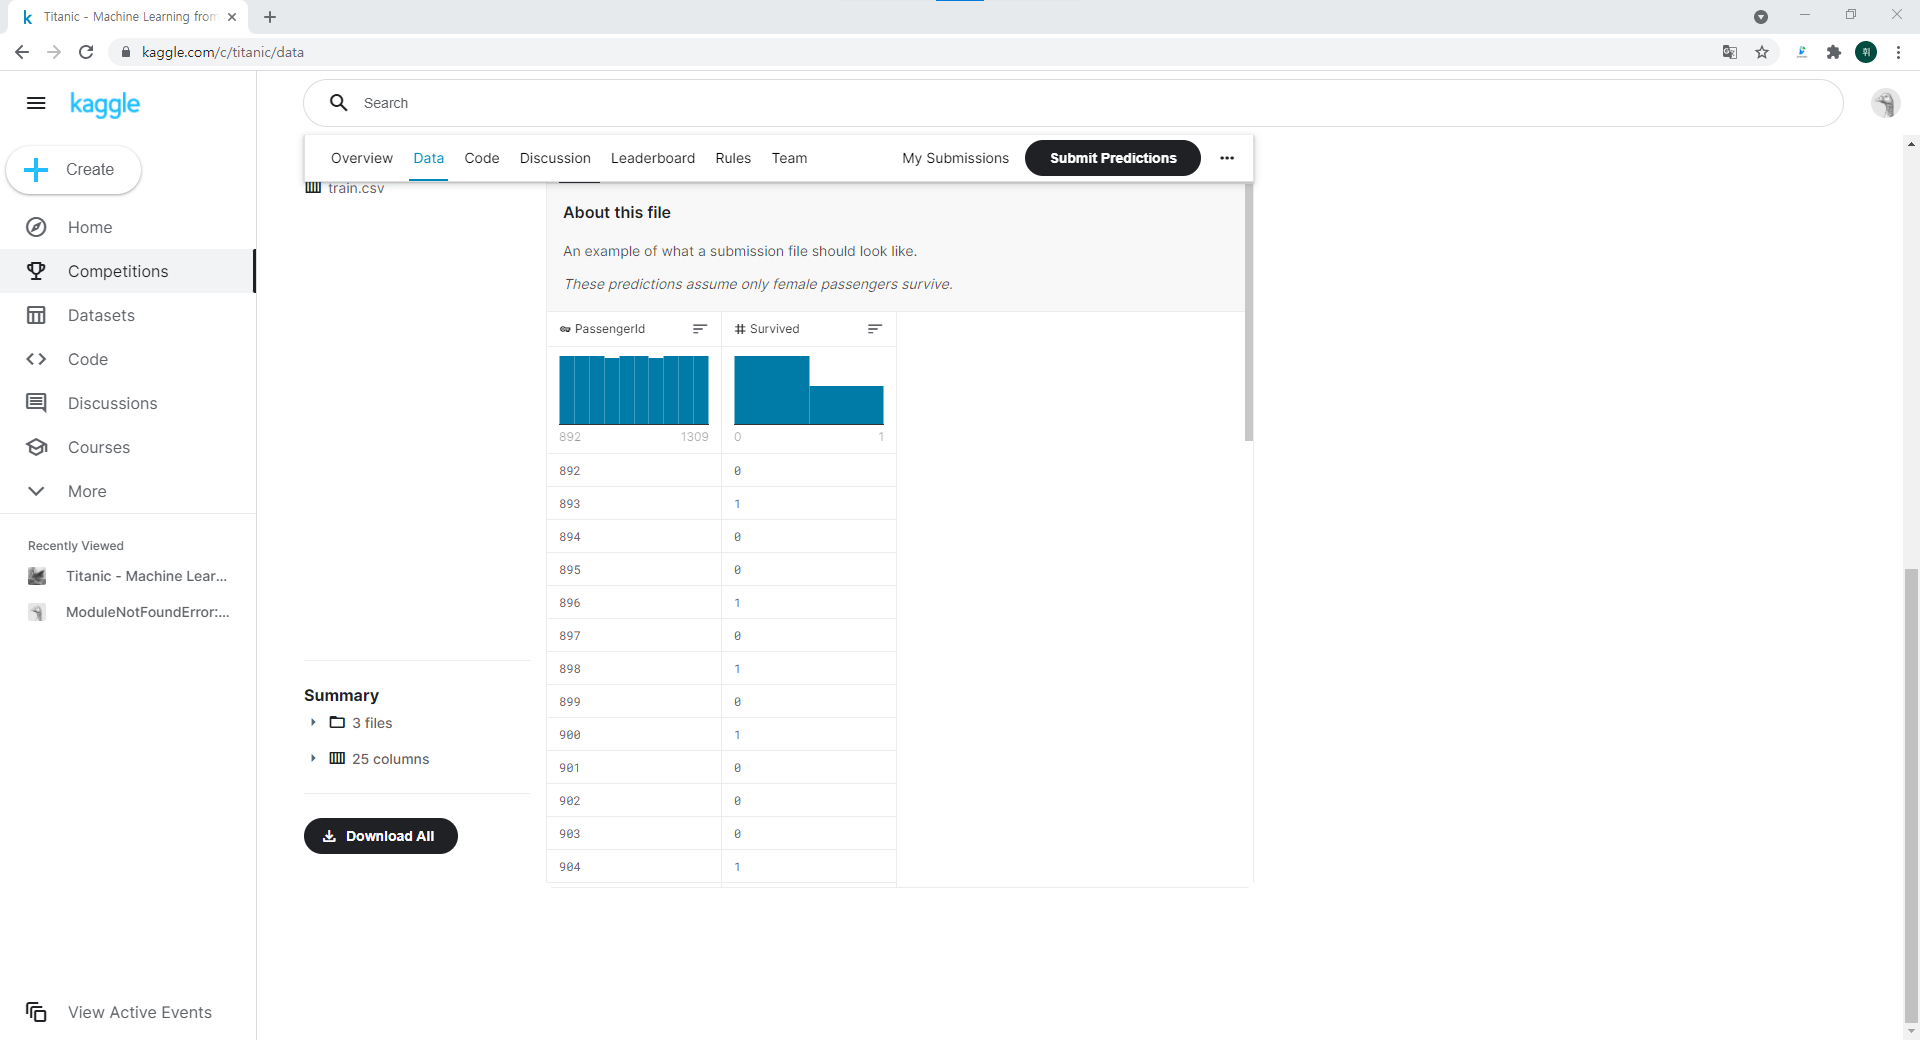 Titanic - Machine Learning from
kaggle.com/c/titanic/data
휘
kaggle
Search
Create
Home
Competitions
Datasets
Code
Discussions
Courses
More
Recently Viewed
Titanic - Machine Lear...
ModuleNotFoundError:...
View Active Events
Overview Data Code Discussion Leaderboard Rules Team My Submissions Submit Predictions
train.csv
Summary
3 files
25 columns
Download All
About this file
An example of what a submission file should look like.
These predictions assume only female passengers survive.
PassengerId Survived
892 1309 0 1
892 0
893 1
894 0
895 0
896 1
897 0
898 1
899 0
900 1
901 0
902 0
903 0
904 1